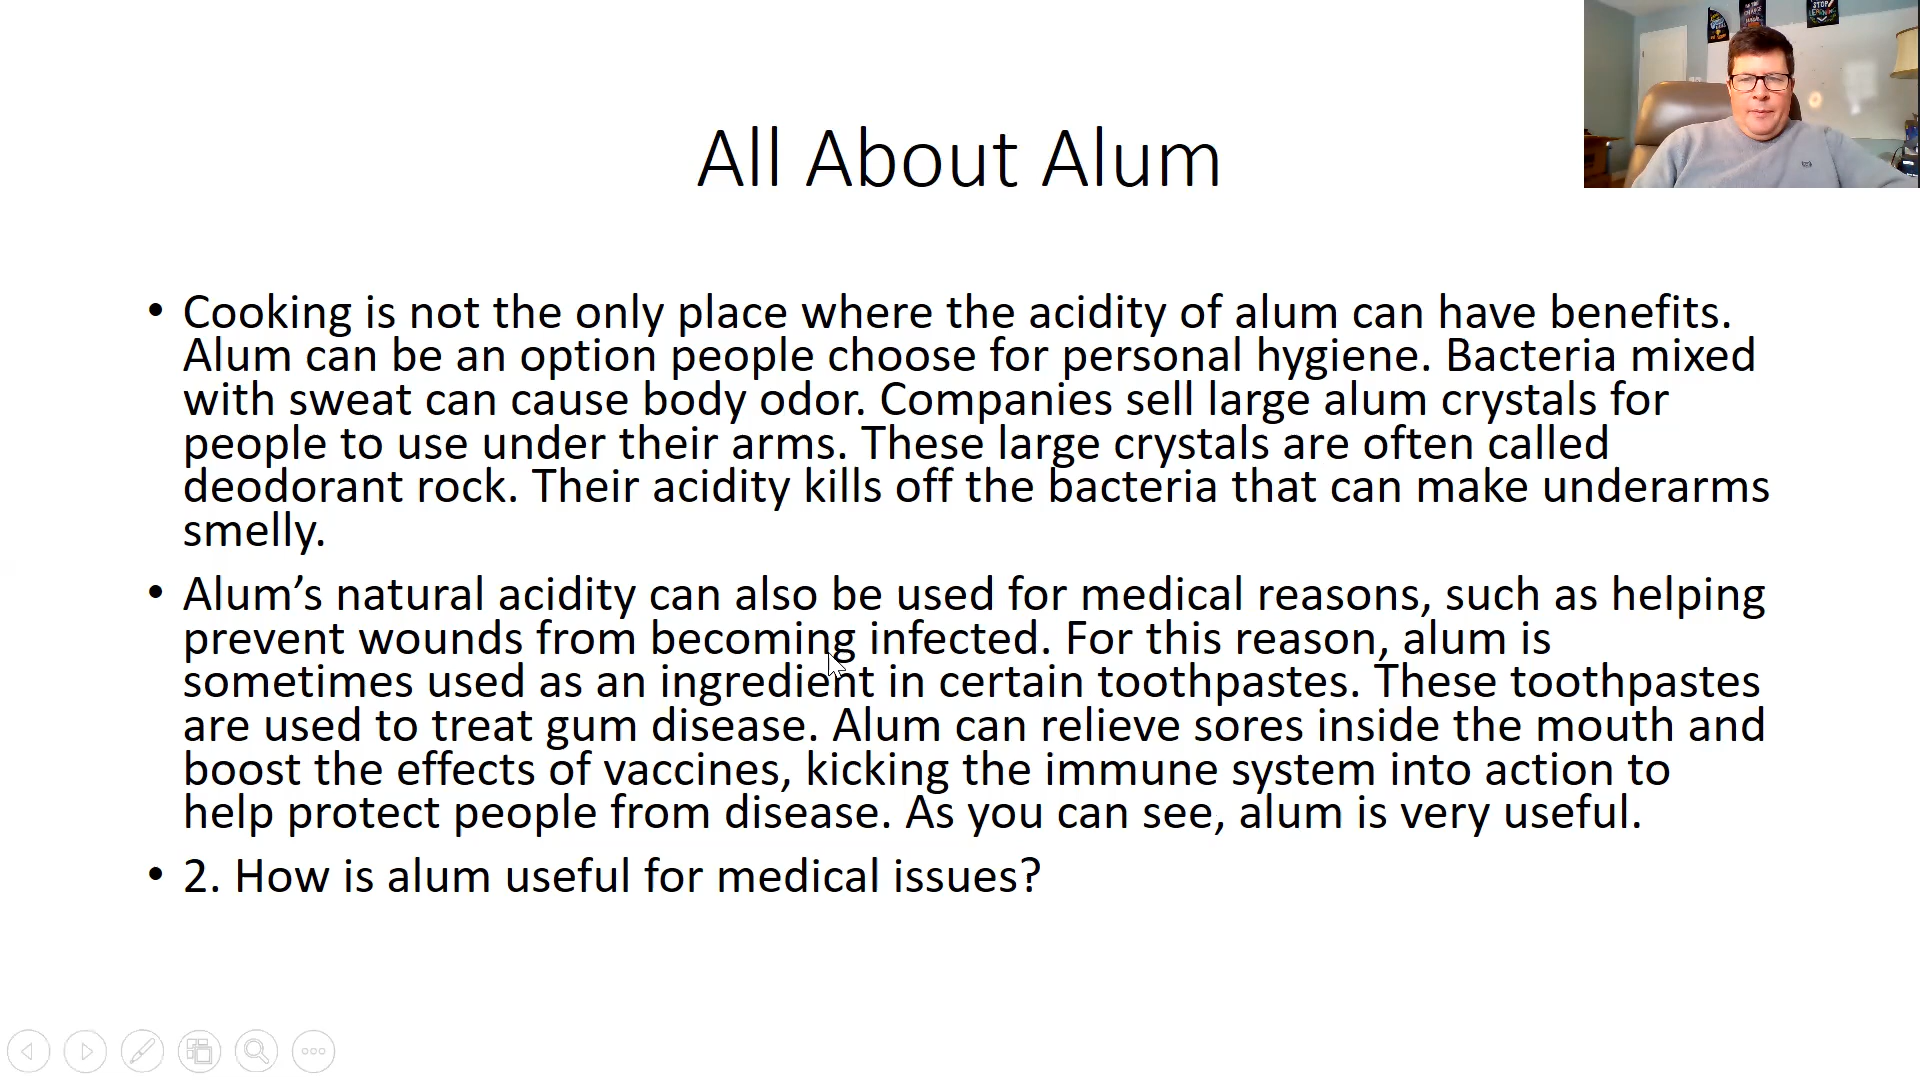 STOP
All About Alum
• Cooking is not the only place where the acidity of alum can have benefits.
Alum can be an option people choose for personal hygiene. Bacteria mixed
with sweat can cause body odor. Companies sell large alum crystals for
people to use under their arms. These large crystals are often called
deodorant rock. Their acidity kills off the bacteria that can make underarms
smelly.
• Alum’s natural acidity can also be used for medical reasons, such as helping
prevent wounds from becoming infected. For this reason, alum is
sometimes used as an ingredient in certain toothpastes. These toothpastes
are used to treat gum disease. Alum can relieve sores inside the mouth and
boost the effects of vaccines, kicking the immune system into action to
help protect people from disease. As you can see, alum is very useful.
• 2. How is alum useful for medical issues?